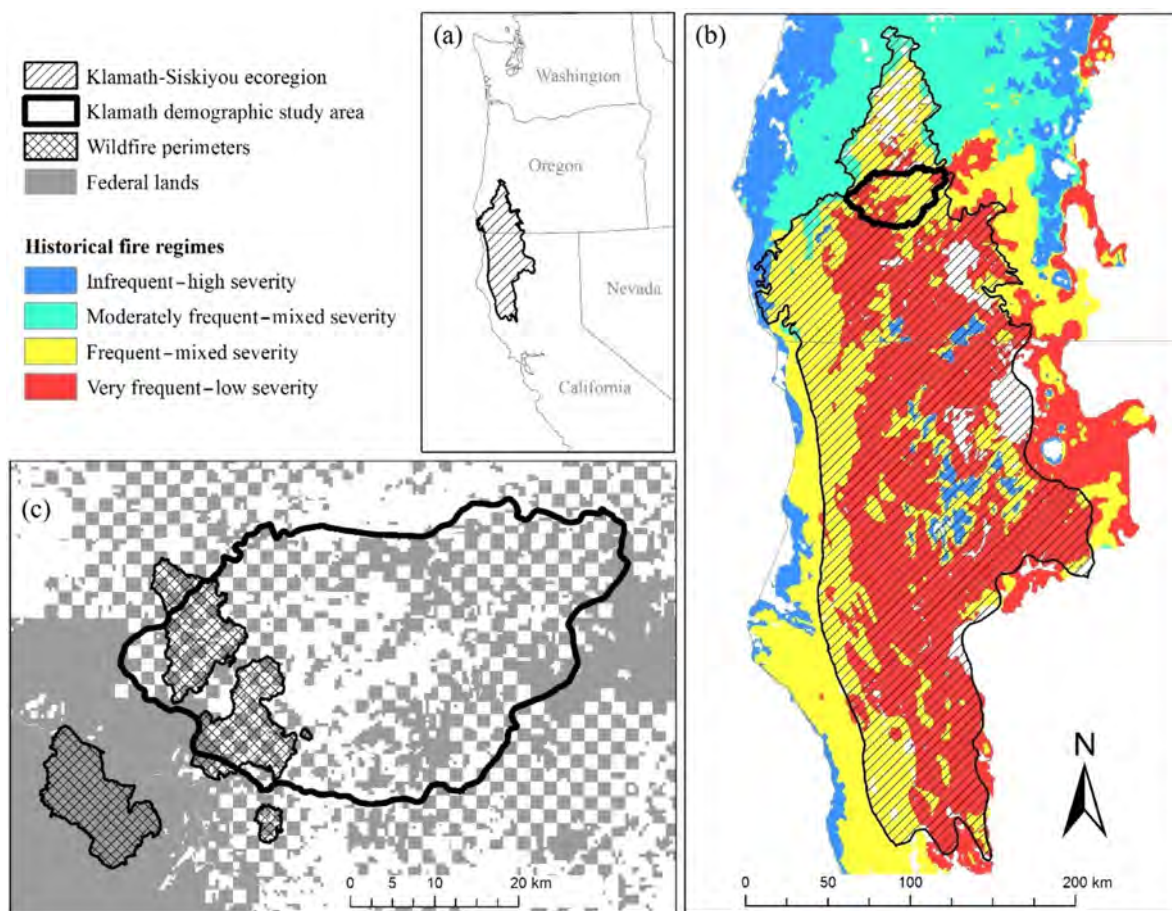 Klamath-Siskiyou ecoregion
Klamath demographic study area
Wildfire perimeters
Federal lands
Historical fire regimes
Infrequent–high severity
Moderately frequent–mixed severity
Frequent–mixed severity
Very frequent–low severity
(a)
Washington
Oregon
Nevada
California
(b)
N
0 50 100 200 km
(c)
0 5 10 20 km